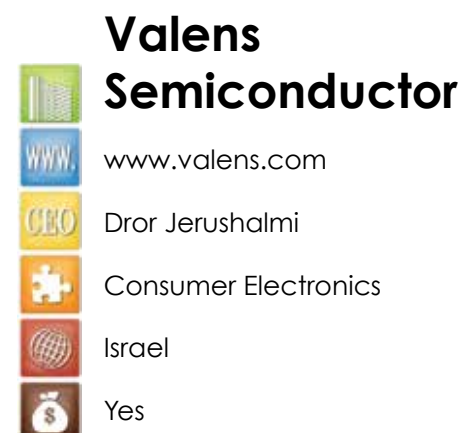 Valens
Semiconductor
WWW.
www.valens.com
CEO
Dror Jerushalmi
Consumer Electronics
Israel
$
Yes